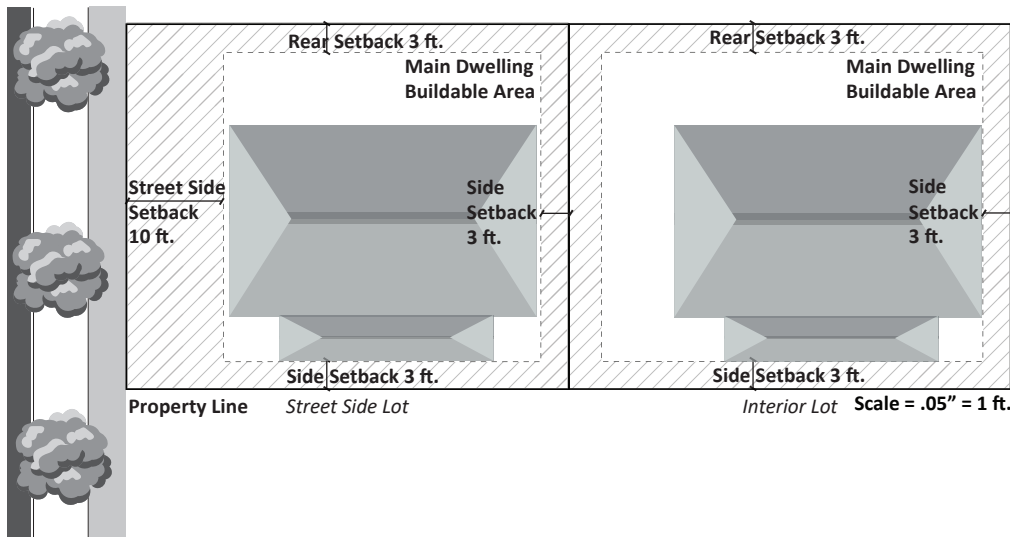 Rear Setback 3 ft.
Main Dwelling
Buildable Area
Street Side
Setback
10 ft.
Side
Setback
3 ft.
Side Setback 3 ft.
Rear Setback 3 ft.
Main Dwelling
Buildable Area
Side
Setback
3 ft.
Side Setback 3 ft.
Property Line
Street Side Lot
Interior Lot
Scale = .05” = 1 ft.